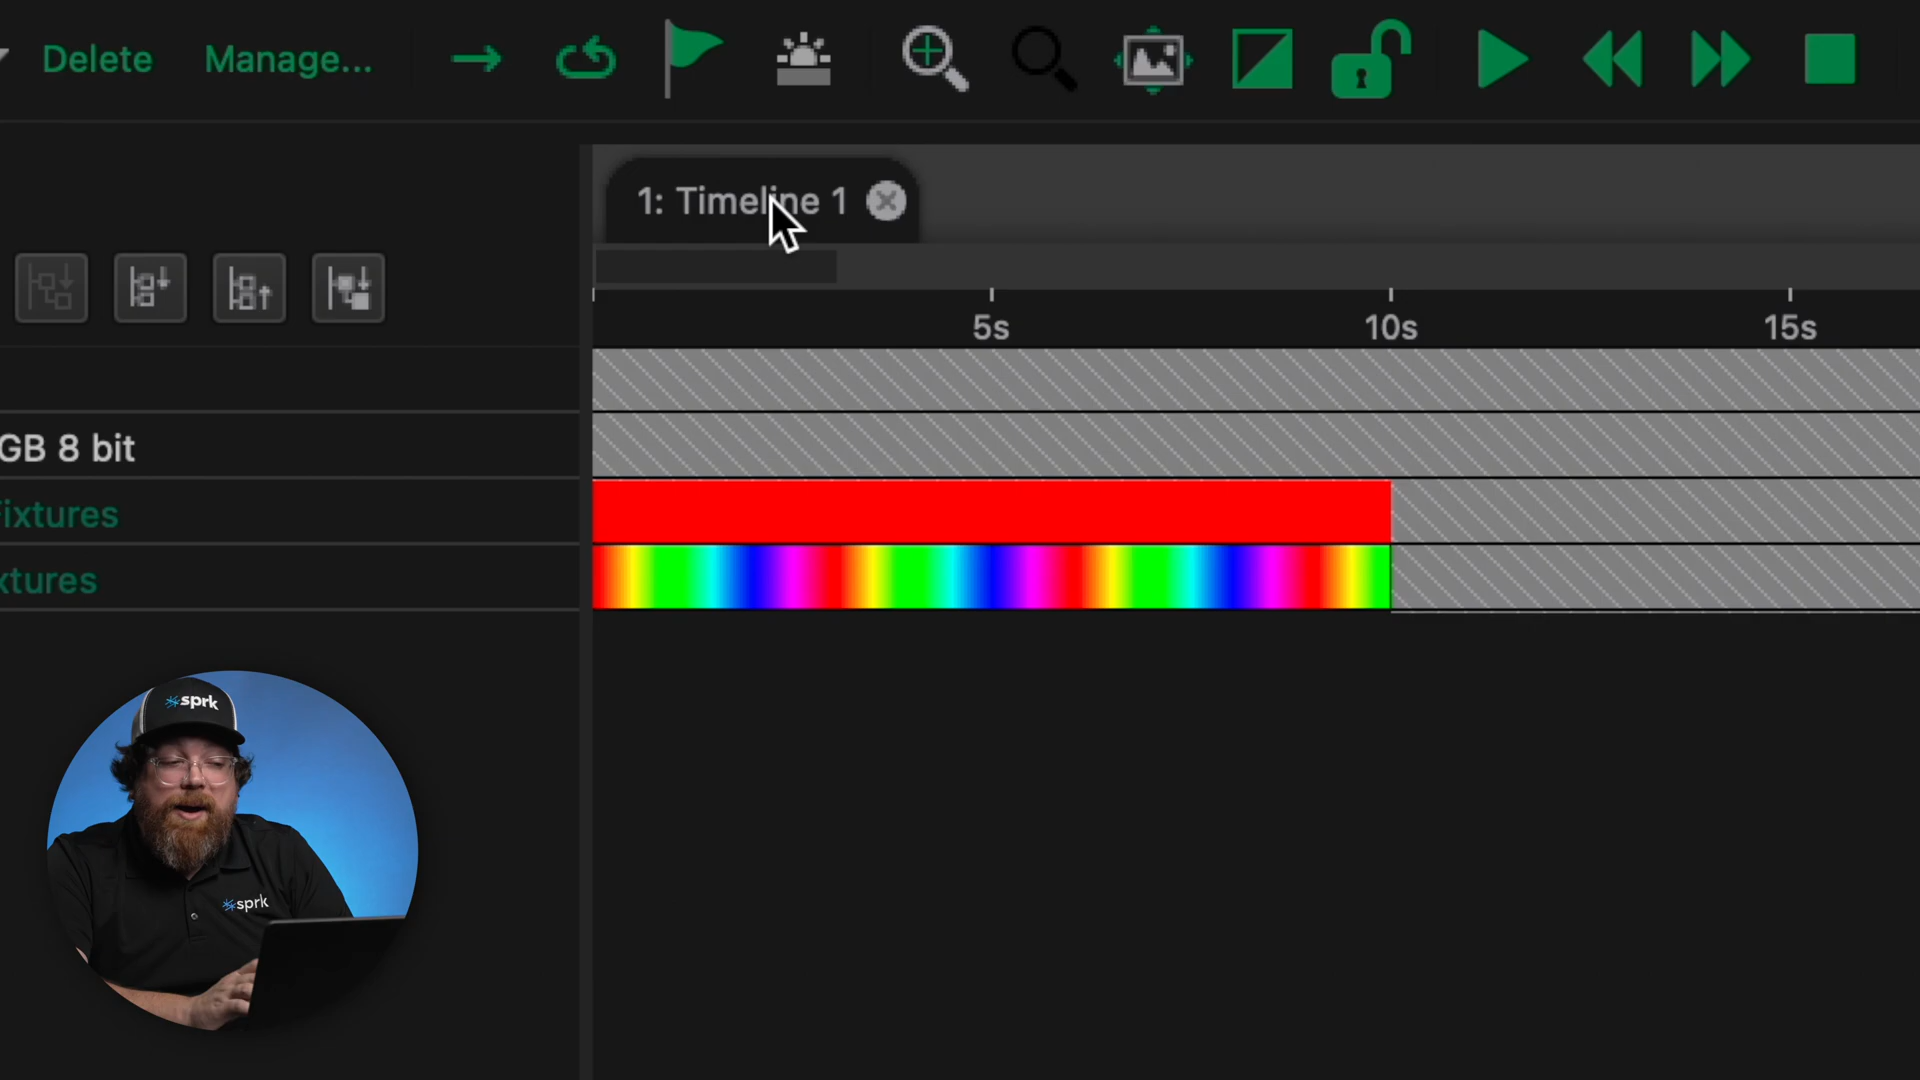 Delete Manage...
1: Timeline 1
5s 10s 15s
GB 8 bit
ixtures
xtures
sprk
sprk